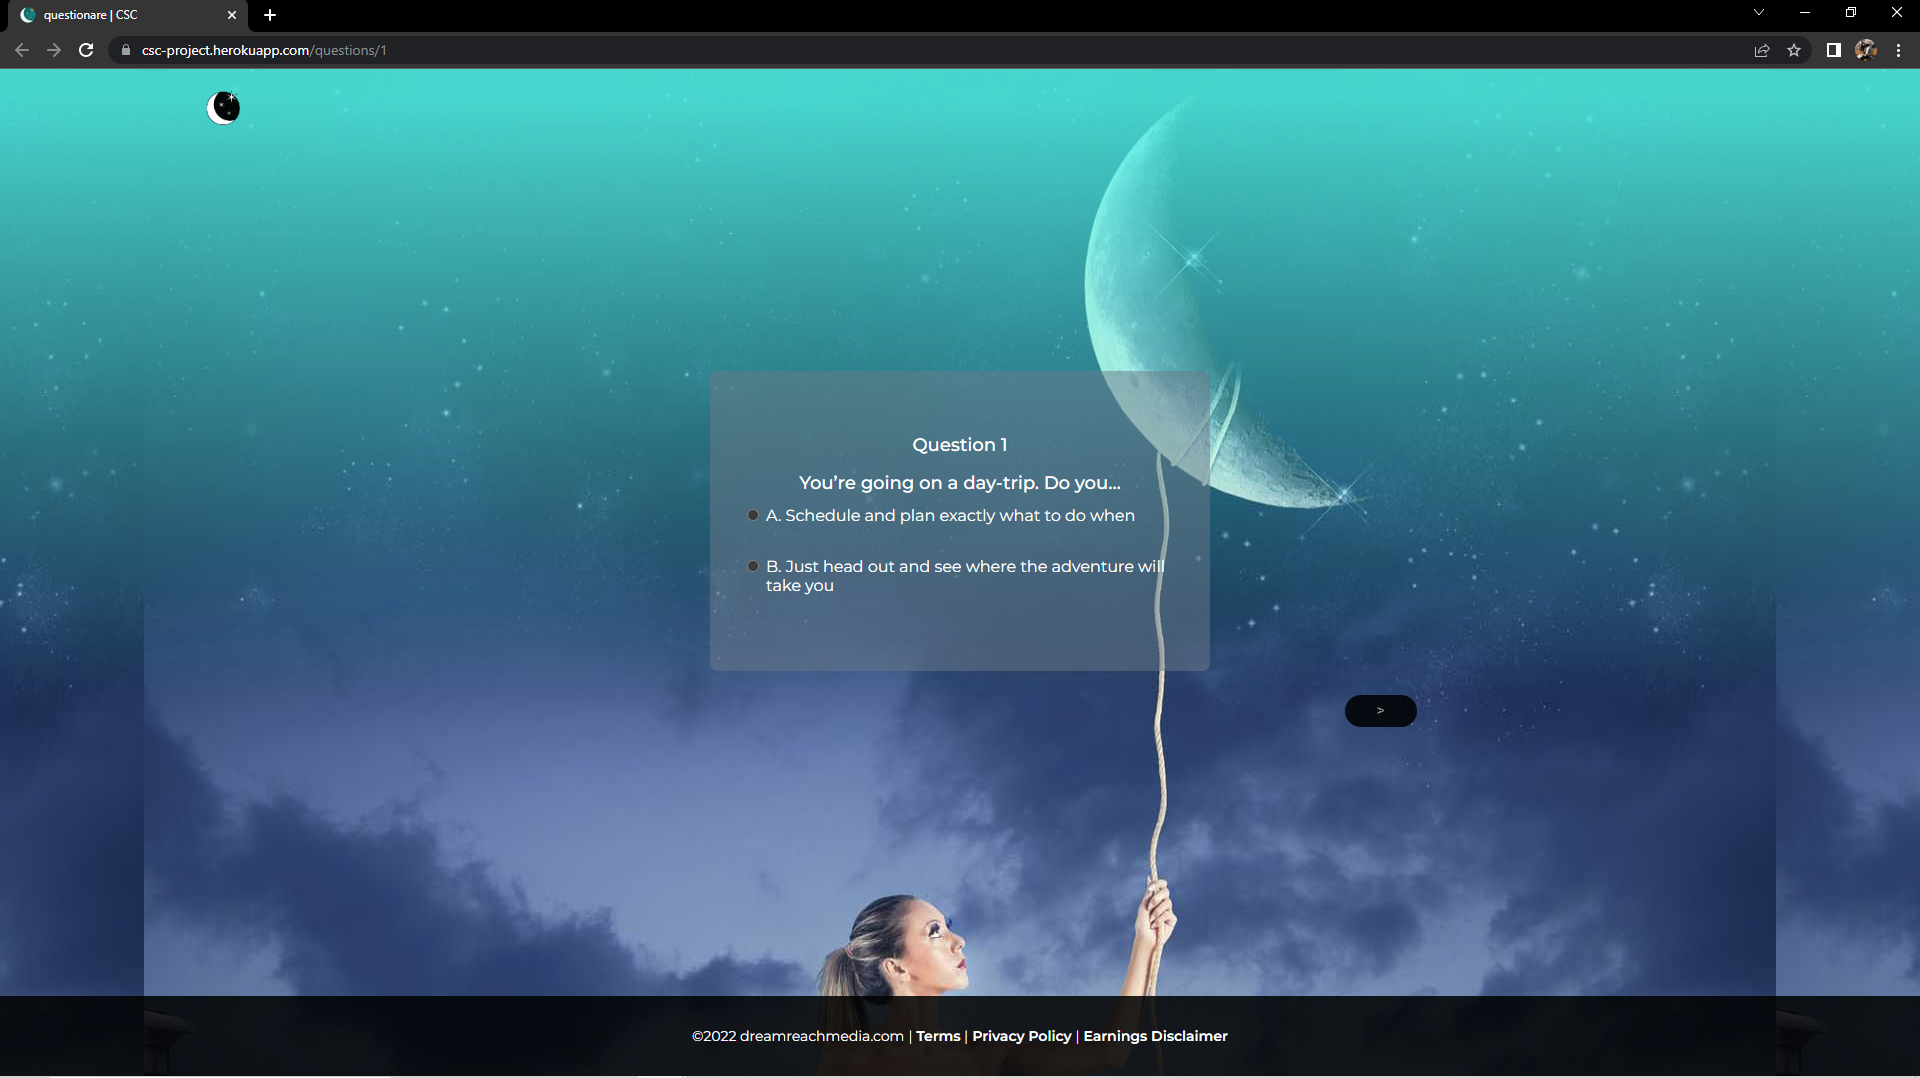 questionare | CSC
csc-project.herokuapp.com/questions/1
Question 1
You're going on a day-trip. Do you...
A. Schedule and plan exactly what to do when
B. Just head out and see where the adventure will
take you
>
©2022 dreamreachmedia.com | Terms | Privacy Policy | Earnings Disclaimer